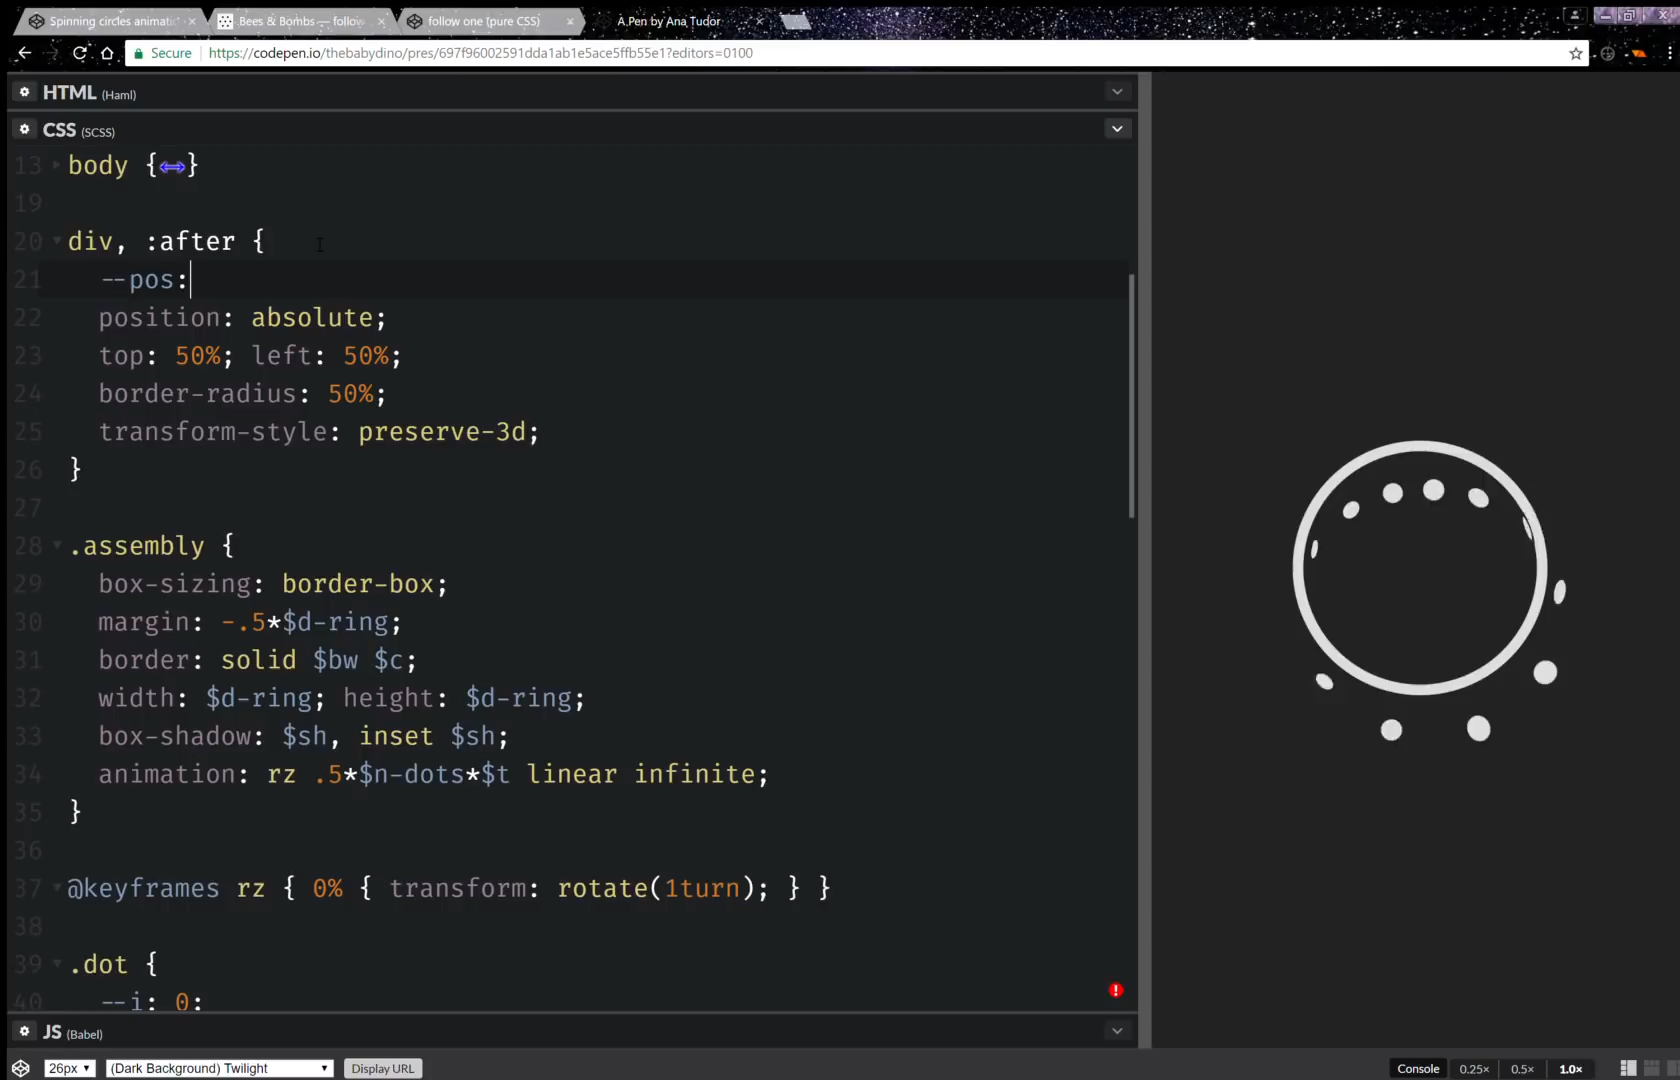 Spinning circles animatic
Bees & Bombs — follow
follow one (pure CSS)
A Pen by Ana Tudor
Secure
https://codepen.io/thebabydino/pres/697f96002591dda1ab1e5ace5ffb55e1?editors=0100
HTML (Haml)
CSS (SCSS)
13 body {↔}
19
20 div, :after {
21 --pos:
22 position: absolute;
23 top: 50%; left: 50%;
24 border-radius: 50%;
25 transform-style: preserve-3d;
26 }
27
28 .assembly {
29 box-sizing: border-box;
30 margin: -.5*$d-ring;
31 border: solid $bw $c;
32 width: $d-ring; height: $d-ring;
33 box-shadow: $sh, inset $sh;
34 animation: rz .5*$n-dots*$t linear infinite;
35 }
36
37 @keyframes rz { 0% { transform: rotate(1turn); } }
38
39 .dot {
40 --i: 0;
JS (Babel)
26px
(Dark Background) Twilight
Display URL
Console
0.25×
0.5×
1.0×